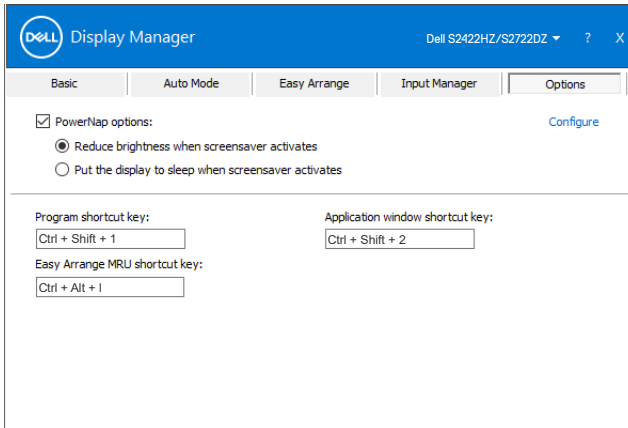 DELL Display Manager Dell S2422HZ/S2722DZ ? X
Basic Auto Mode Easy Arrange Input Manager Options
PowerNap options: Configure
Reduce brightness when screensaver activates
Put the display to sleep when screensaver activates
Program shortcut key: Application window shortcut key:
Ctrl + Shift + 1 Ctrl + Shift + 2
Easy Arrange MRU shortcut key:
Ctrl + Alt + l